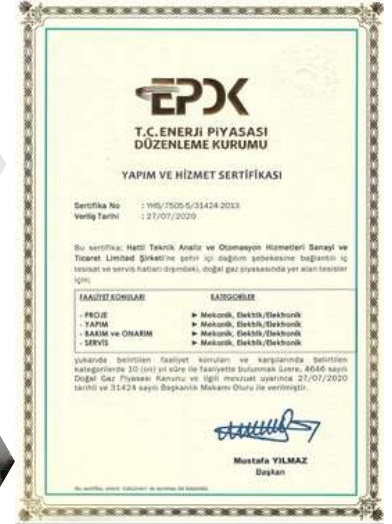 EPDK
T.C. ENERJİ PİYASASI
DÜZENLEME KURUMU
YAPIM VE HİZMET SERTİFİKASI
Sertifika No : YHS/7505-5/31424-2013
Veriliş Tarihi : 27/07/2020
Bu sertifika; Hatti Teknik Analiz ve Otomasyon Hizmetleri Sanayi ve
Ticaret Limited Şirketi'ne şehir içi dağıtım şebekesine bağlantılı iç
tesisat ve servis hatları dışındaki, doğal gaz piyasasında yer alan tesisler
için;
FAALİYET KONULARI KATEGORİLER
- PROJE ► Mekanik, Elektrik/Elektronik
- YAPIM ► Mekanik, Elektrik/Elektronik
- BAKIM ve ONARIM ► Mekanik, Elektrik/Elektronik
- SERVİS ► Mekanik, Elektrik/Elektronik
yukarıda belirtilen faaliyet konuları ve karşılarında belirtilen
kategorilerde 10 (on) yıl süre ile faaliyette bulunmak üzere, 4646 sayılı
Doğal Gaz Piyasası Kanunu ve ilgili mevzuat uyarınca 27/07/2020
tarihli ve 31424 sayılı Başkanlık Makamı Oluru ile verilmiştir.
Mustafa YILMAZ
Başkan